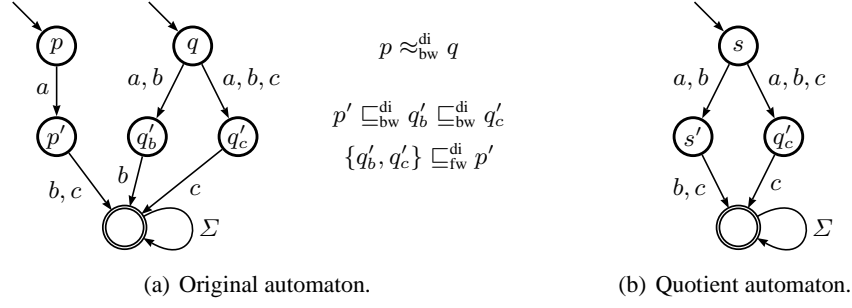 p
q
p ≈ᵈⁱ_bw q
s
a
a, b
a, b, c
a, b
a, b, c
p′ ⊑ᵈⁱ_bw q′_b ⊑ᵈⁱ_bw q′_c
p′
q′_b
q′_c
{q′_b, q′_c} ⊑ᵈⁱ_fw p′
s′
q′_c
b, c
b
c
b, c
c
Σ
Σ
(a) Original automaton.
(b) Quotient automaton.